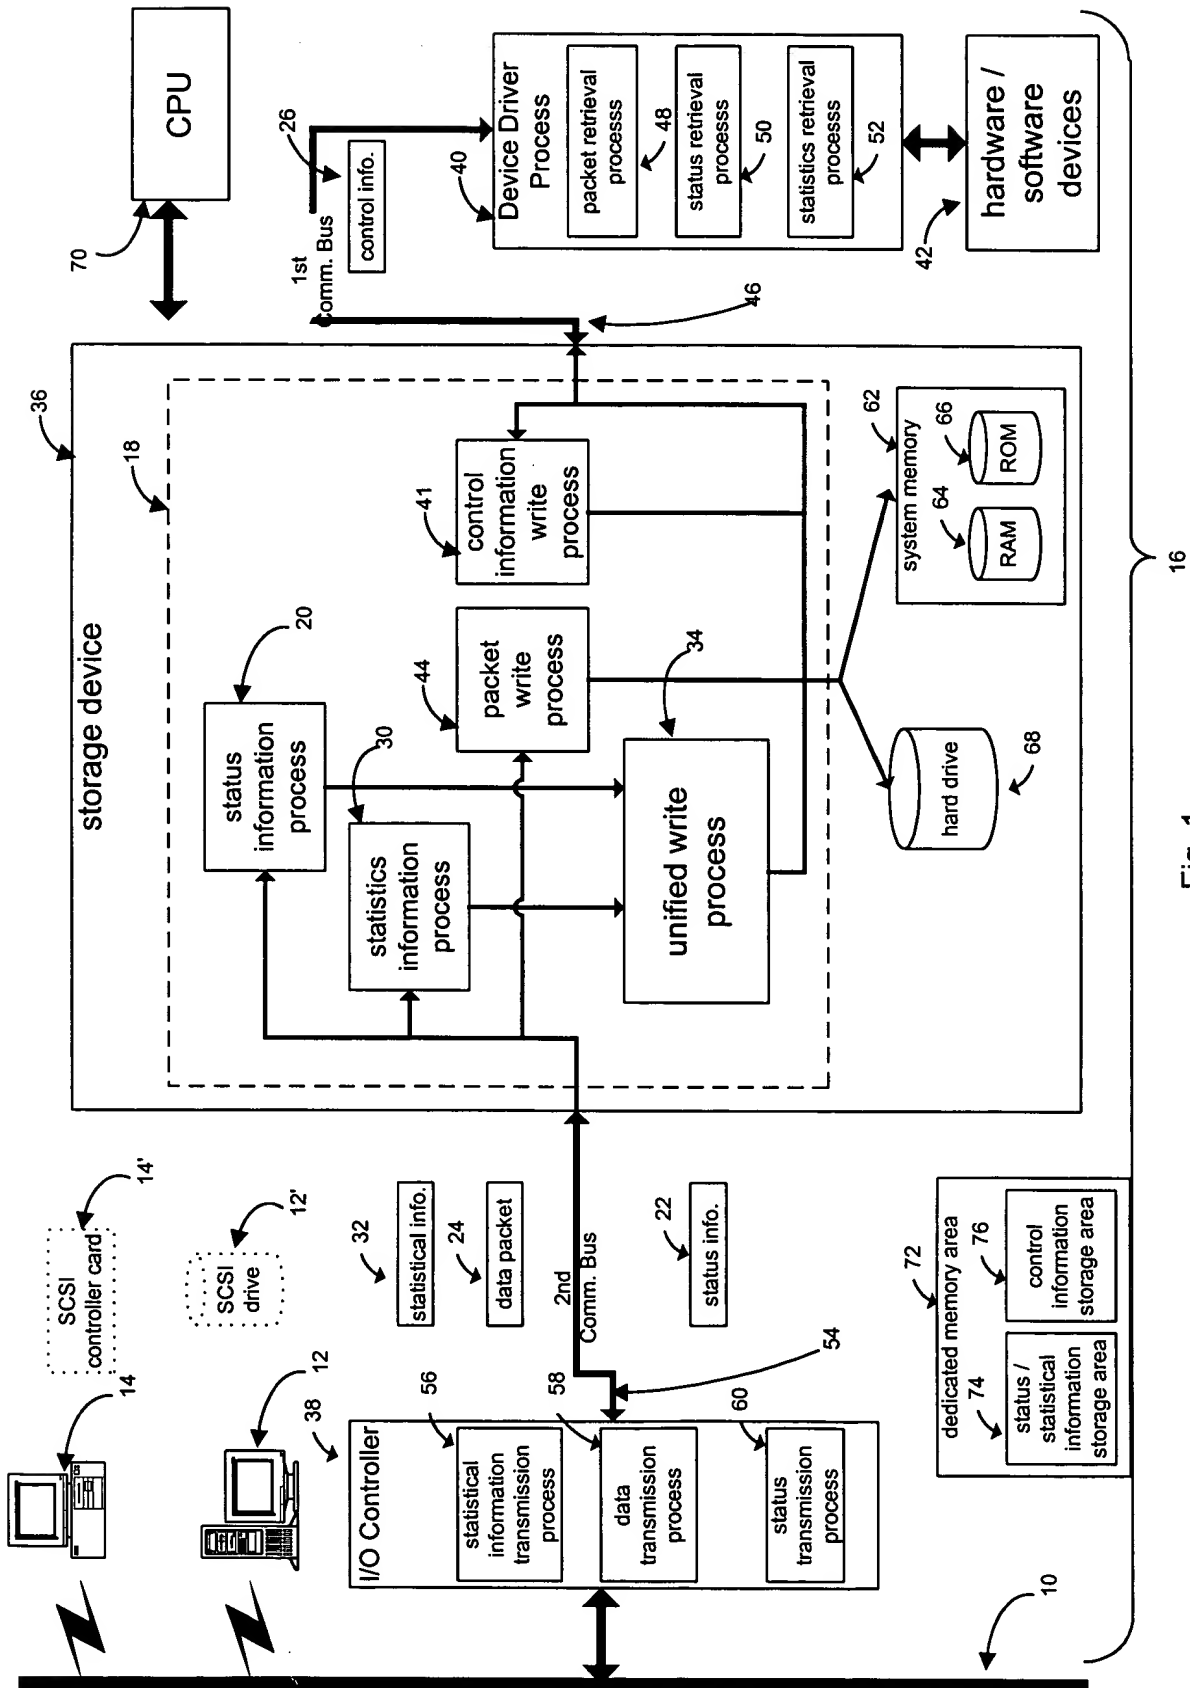 14
SCSI
controller card
14'
12
SCSI
drive
12'
10
38
I/O Controller
statistical
information
transmission
process
56
data
transmission
process
58
status
transmission
process
60
54
32
statistical info.
24
data packet
2nd
Comm. Bus
22
status info.
storage device
36
18
status
information
process
20
statistics
information
process
30
44
packet
write
process
41
control
information
write
process
unified write
process
34
hard drive
68
system memory
62
64
RAM
66
ROM
dedicated memory area
72
74
status /
statistical
information
storage area
76
control
information
storage area
70
CPU
1st
Comm. Bus
26
control info.
46
40
Device Driver
Process
packet retrieval
processs
48
status retrieval
processs
50
statistics retrieval
processs
52
42
hardware /
software
devices
16